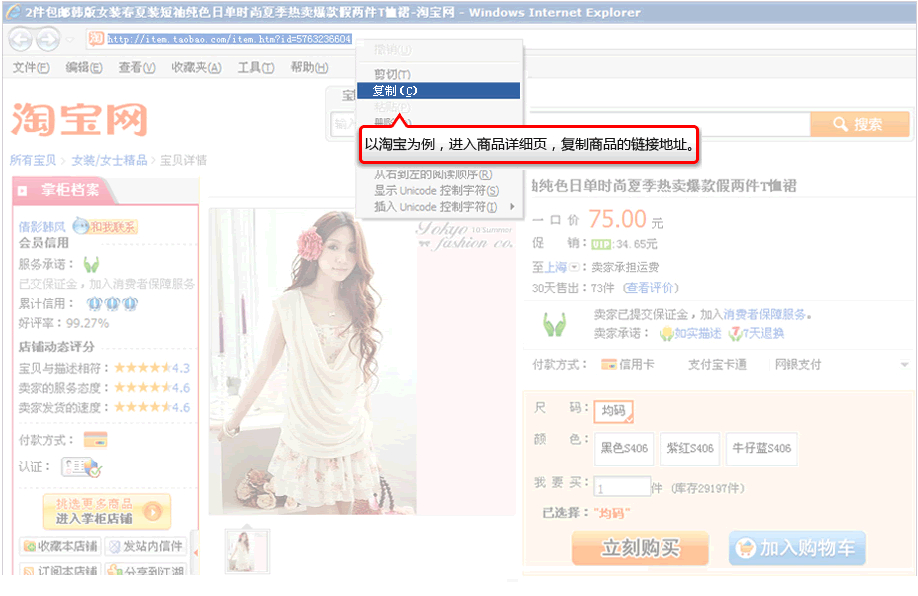 2件包邮韩版女装春夏装短袖纯色日单时尚夏季热卖爆款假两件T恤裙-淘宝网 - Windows Internet Explorer
http://item.taobao.com/item.htm?id=5763236604
撤销(U)
文件(F) 编辑(E) 查看(V) 收藏夹(A) 工具(T) 帮助(H)
剪切(T)
复制(C)
粘贴(P)
淘宝网
搜索
以淘宝为例，进入商品详细页，复制商品的链接地址。
所有宝贝 > 女装/女士精品 > 宝贝详情
从右到左的阅读顺序(R)
显示 Unicode 控制字符(S)
插入 Unicode 控制字符(I)
掌柜档案
倩影韩风 和我联系
会员信用
服务承诺：
已交保证金，加入消费者保障服务
累计信用：
好评率：99.27%
店铺动态评分
宝贝与描述相符：4.3
卖家的服务态度：4.6
卖家发货的速度：4.6
付款方式：
认证：
挑选更多商品
进入掌柜店铺
收藏本店铺 发站内信件
订阅本店铺 分享到江湖
Tokyo 10'Summer
fashion co.
纯色日单时尚夏季热卖爆款假两件T恤裙
一口价 75.00 元
促销：VIP：34.65元
至上海：卖家承担运费
30天售出：73件（查看评价）
卖家已提交保证金，加入消费者保障服务。
卖家承诺：如实描述 7天退换
付款方式：信用卡 支付宝卡通 网银支付
尺码：均码
颜色：黑色S406 紫红S406 牛仔蓝S406
我要买：1 件（库存29197件）
已选择："均码"
立刻购买 加入购物车